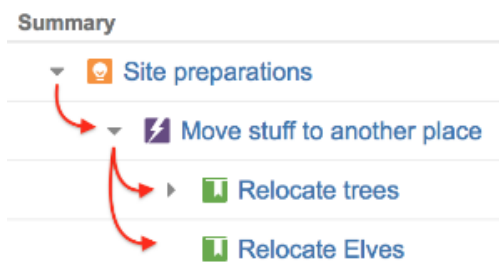 Summary
Site preparations
Move stuff to another place
Relocate trees
Relocate Elves